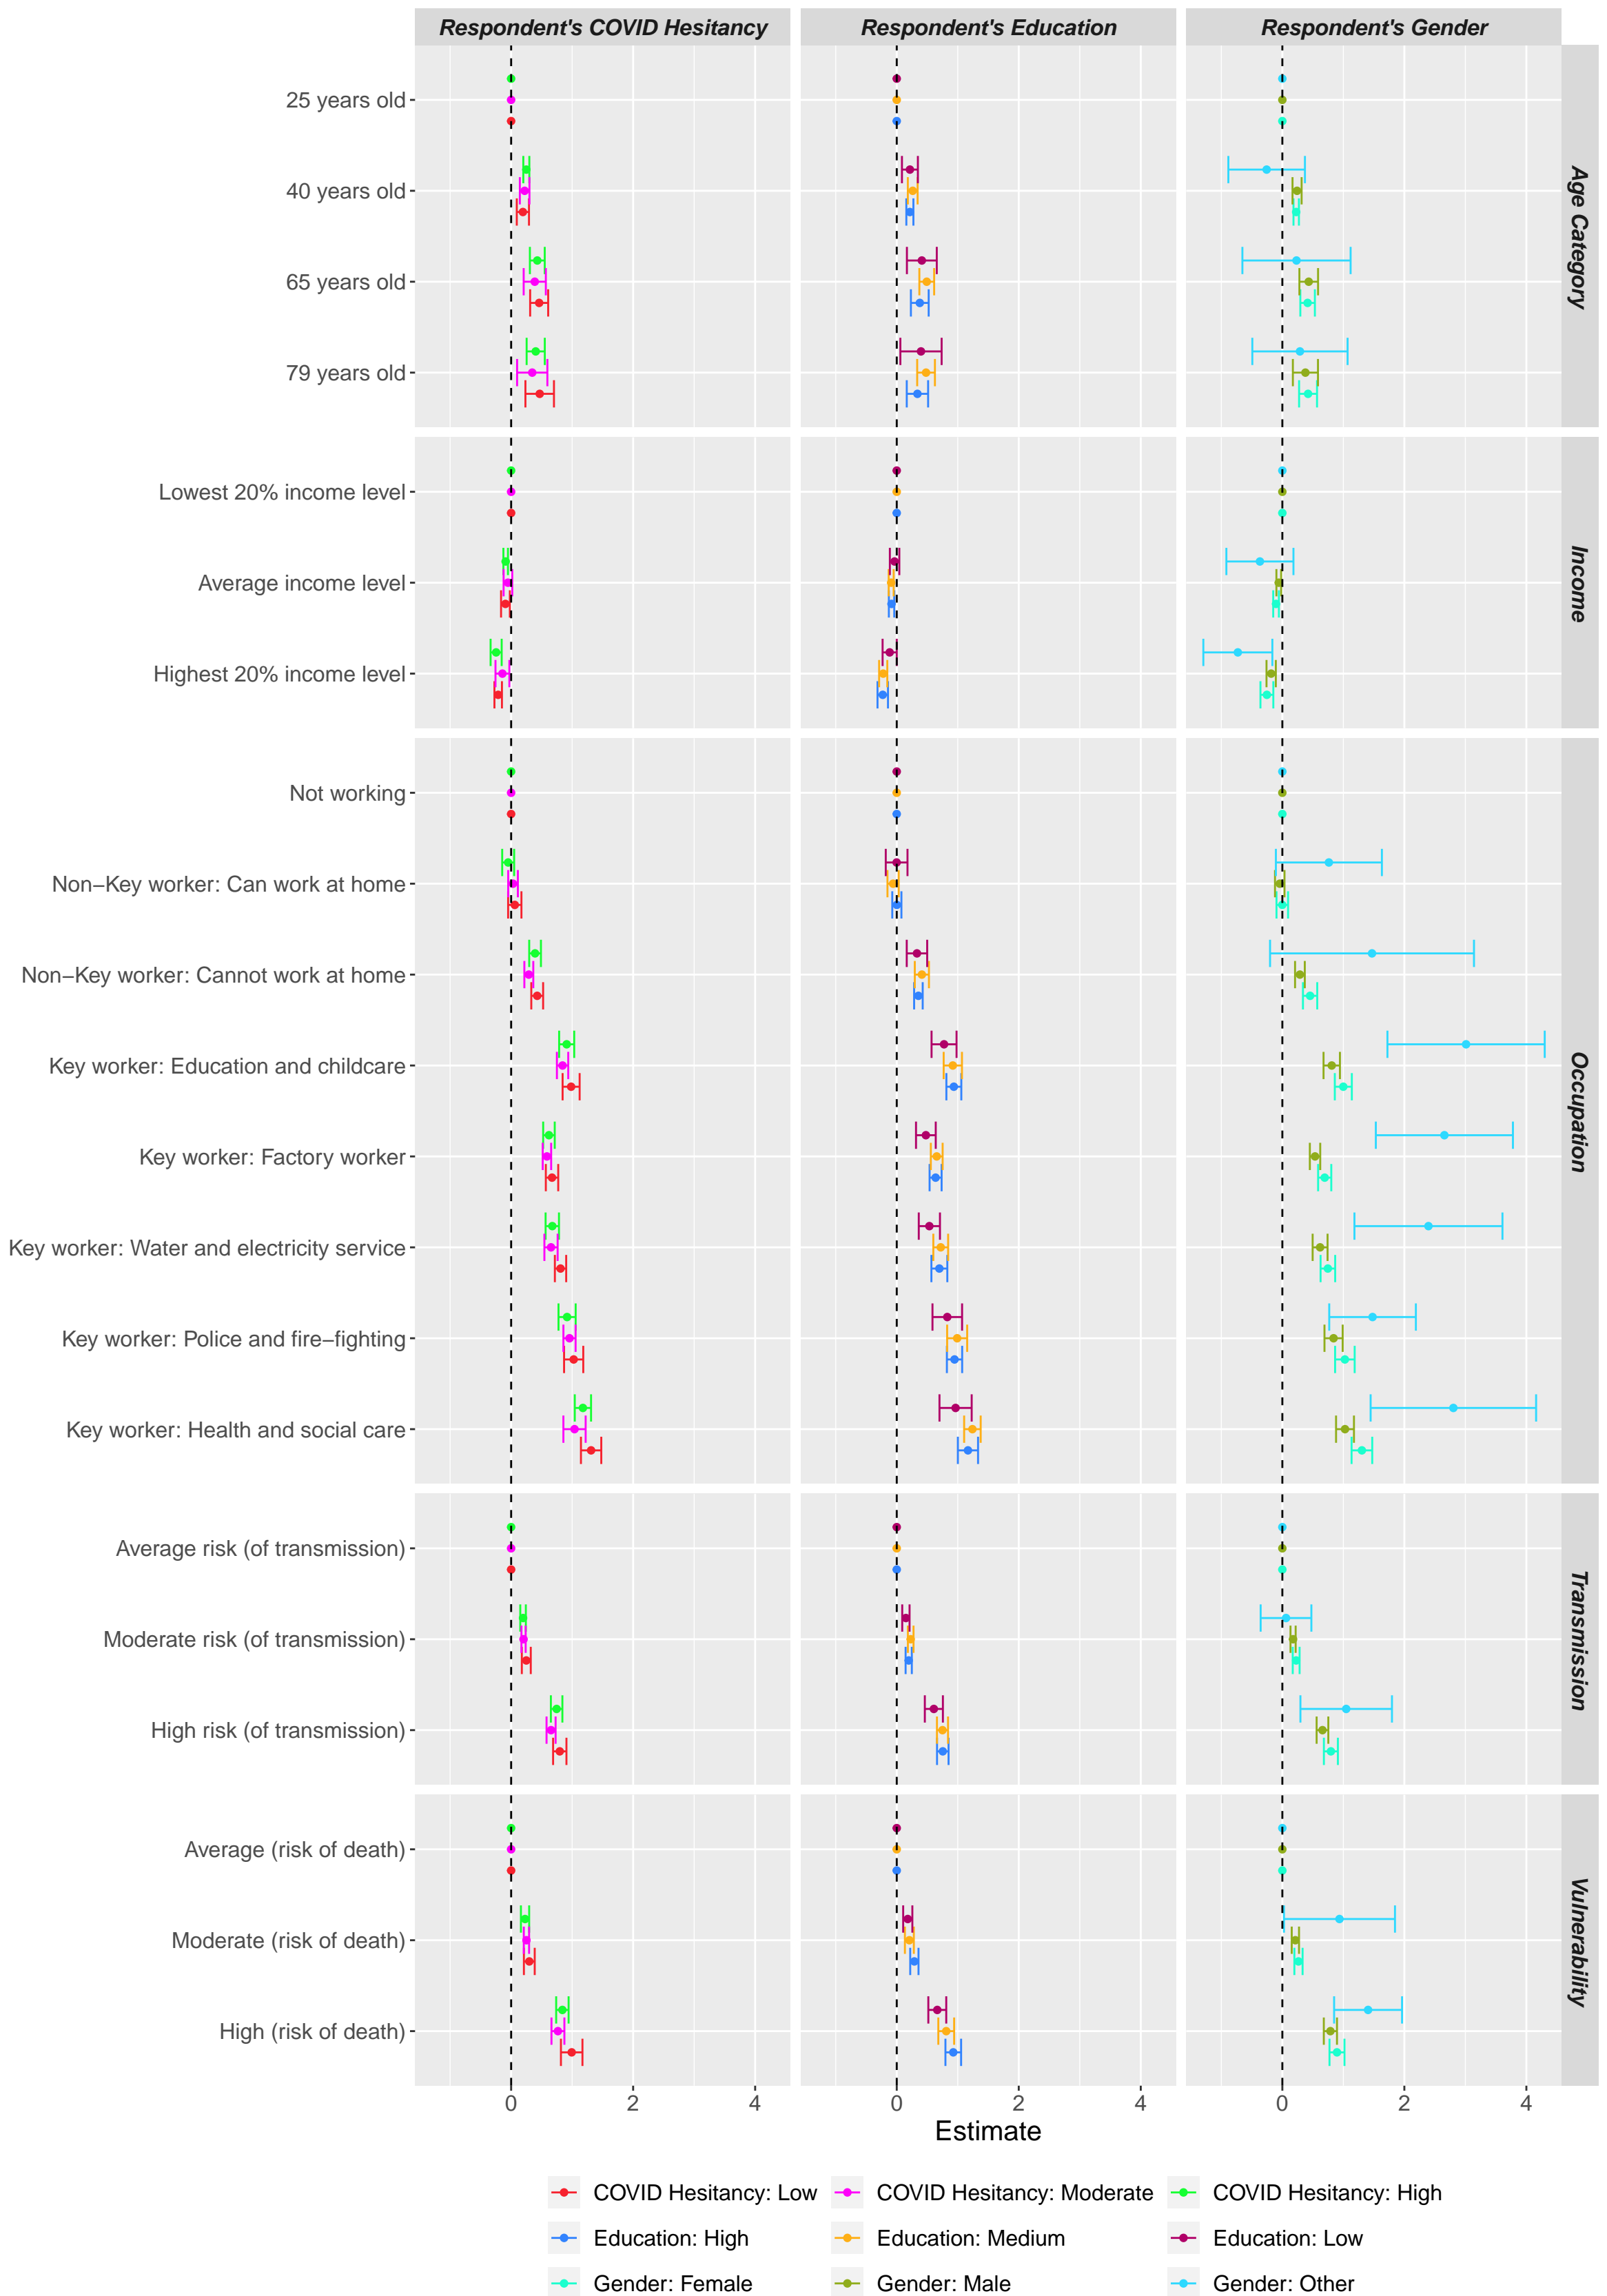 Respondent's COVID Hesitancy
Respondent's Education
Respondent's Gender
25 years old
40 years old
65 years old
79 years old
Age Category
Lowest 20% income level
Average income level
Highest 20% income level
Income
Not working
Non−Key worker: Can work at home
Non−Key worker: Cannot work at home
Key worker: Education and childcare
Key worker: Factory worker
Key worker: Water and electricity service
Key worker: Police and fire−fighting
Key worker: Health and social care
Occupation
Average risk (of transmission)
Moderate risk (of transmission)
High risk (of transmission)
Transmission
Average (risk of death)
Moderate (risk of death)
High (risk of death)
Vulnerability
0 2 4 0 2 4 0 2 4
Estimate
COVID Hesitancy: Low COVID Hesitancy: Moderate COVID Hesitancy: High
Education: High Education: Medium Education: Low
Gender: Female Gender: Male Gender: Other